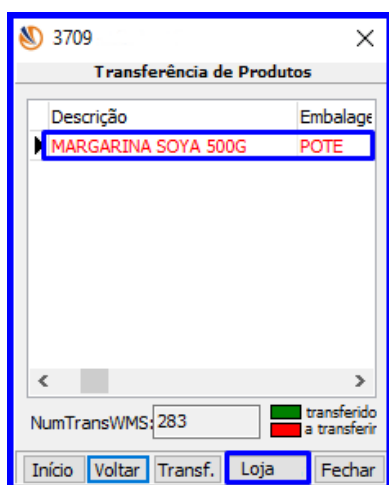 3709
Transferência de Produtos
Descrição Embalage
MARGARINA SOYA 500G POTE
NumTransWMS: 283
transferido
a transferir
Início Voltar Transf. Loja Fechar